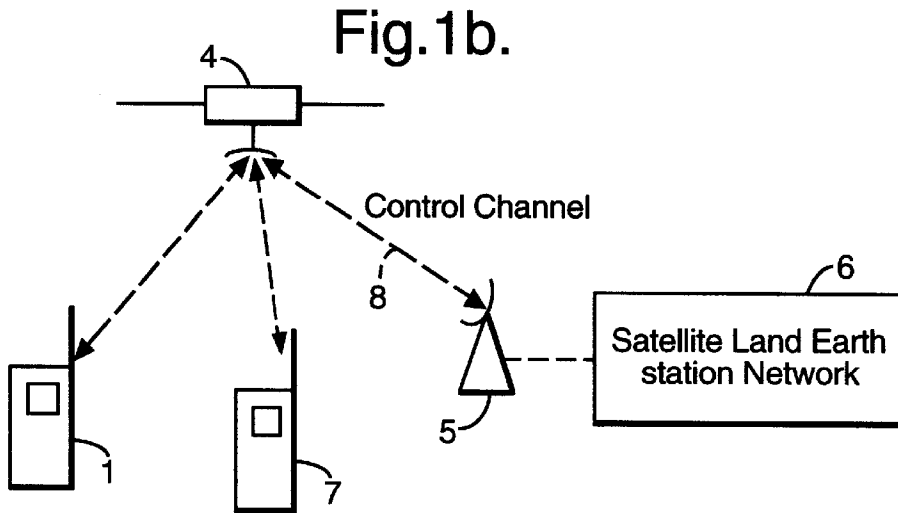 Fig.1b.
4
Control Channel
8
6
Satellite Land Earth
station Network
5
1
7